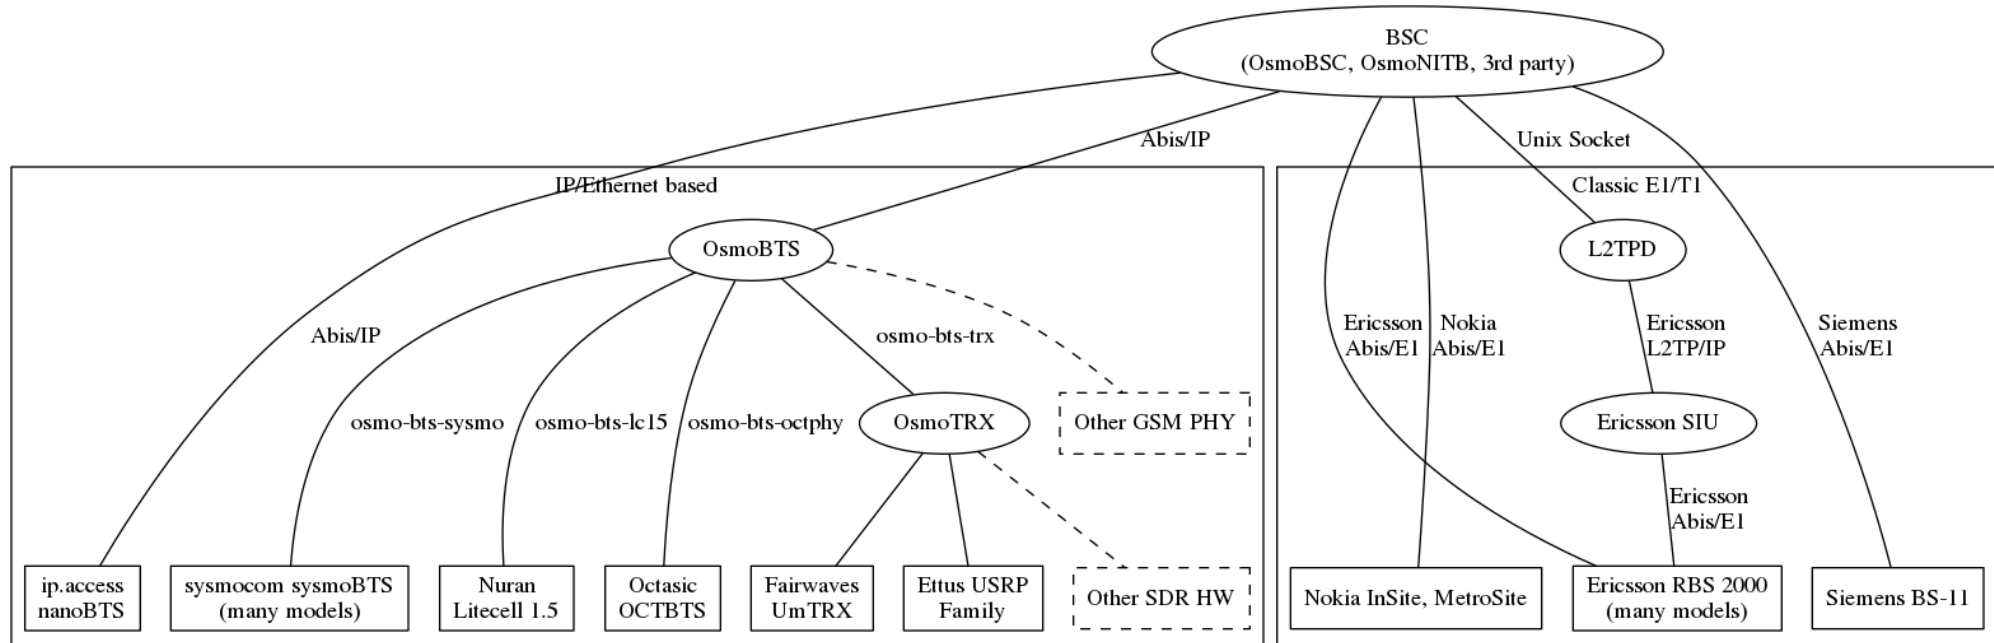 BSC
(OsmoBSC, OsmoNITB, 3rd party)
Abis/IP
Unix Socket
IP/Ethernet based
Classic E1/T1
OsmoBTS
L2TPD
Abis/IP
osmo-bts-trx
Ericsson
Abis/E1
Nokia
Abis/E1
Ericsson
L2TP/IP
Siemens
Abis/E1
osmo-bts-sysmo
osmo-bts-lc15
osmo-bts-octphy
OsmoTRX
Other GSM PHY
Ericsson SIU
Ericsson
Abis/E1
ip.access
nanoBTS
sysmocom sysmoBTS
(many models)
Nuran
Litecell 1.5
Octasic
OCTBTS
Fairwaves
UmTRX
Ettus USRP
Family
Other SDR HW
Nokia InSite, MetroSite
Ericsson RBS 2000
(many models)
Siemens BS-11